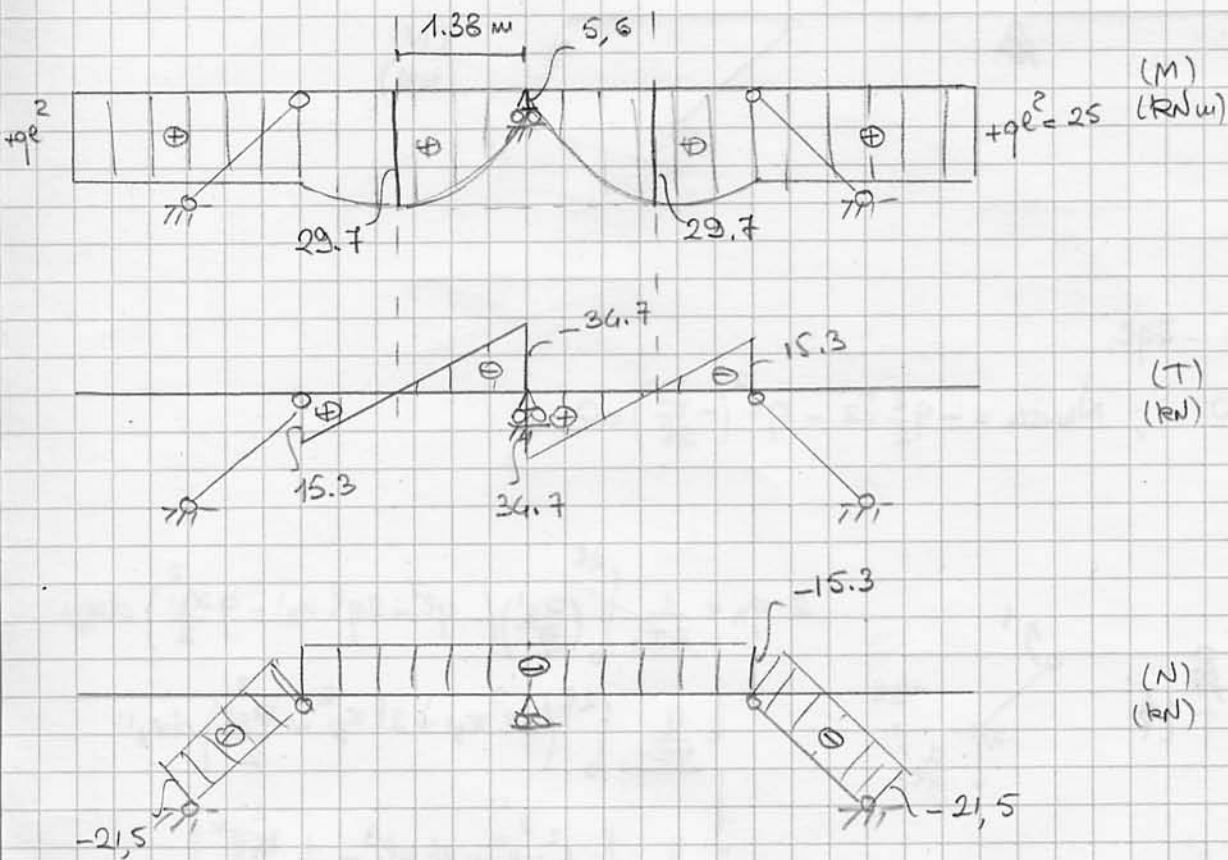 1.38 m
5,6
(M)
(kNm)
+ql²
⊕
⊕
⊕
⊕
+ql² = 25
29.7
29.7
-34.7
15.3
(T)
(kN)
⊕
⊖
⊕
⊖
15.3
34.7
-15.3
(N)
(kN)
⊖
⊖
⊖
-21,5
-21,5